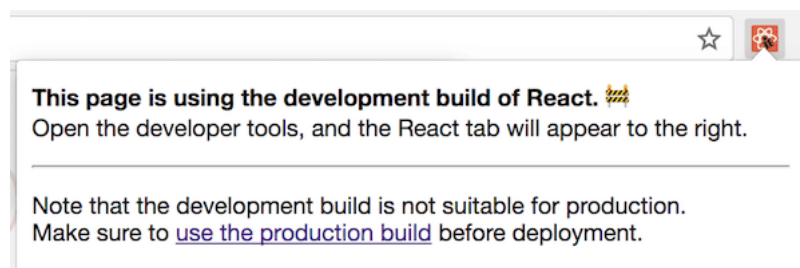 This page is using the development build of React. 🚧
Open the developer tools, and the React tab will appear to the right.
Note that the development build is not suitable for production.
Make sure to use the production build before deployment.